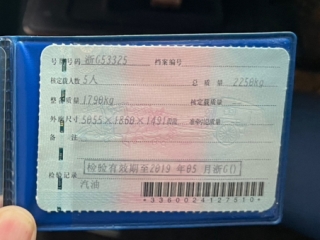 号牌号码 浙G53325 档案编号
核定载人数 5人 总质量 2250kg
整备质量 1790kg 核定载质量
外廓尺寸 5055×1860×1491mm 准牵引总质量
备注
检验有效期至2019年05月浙G()
检验记录
汽油
*3360024127510*